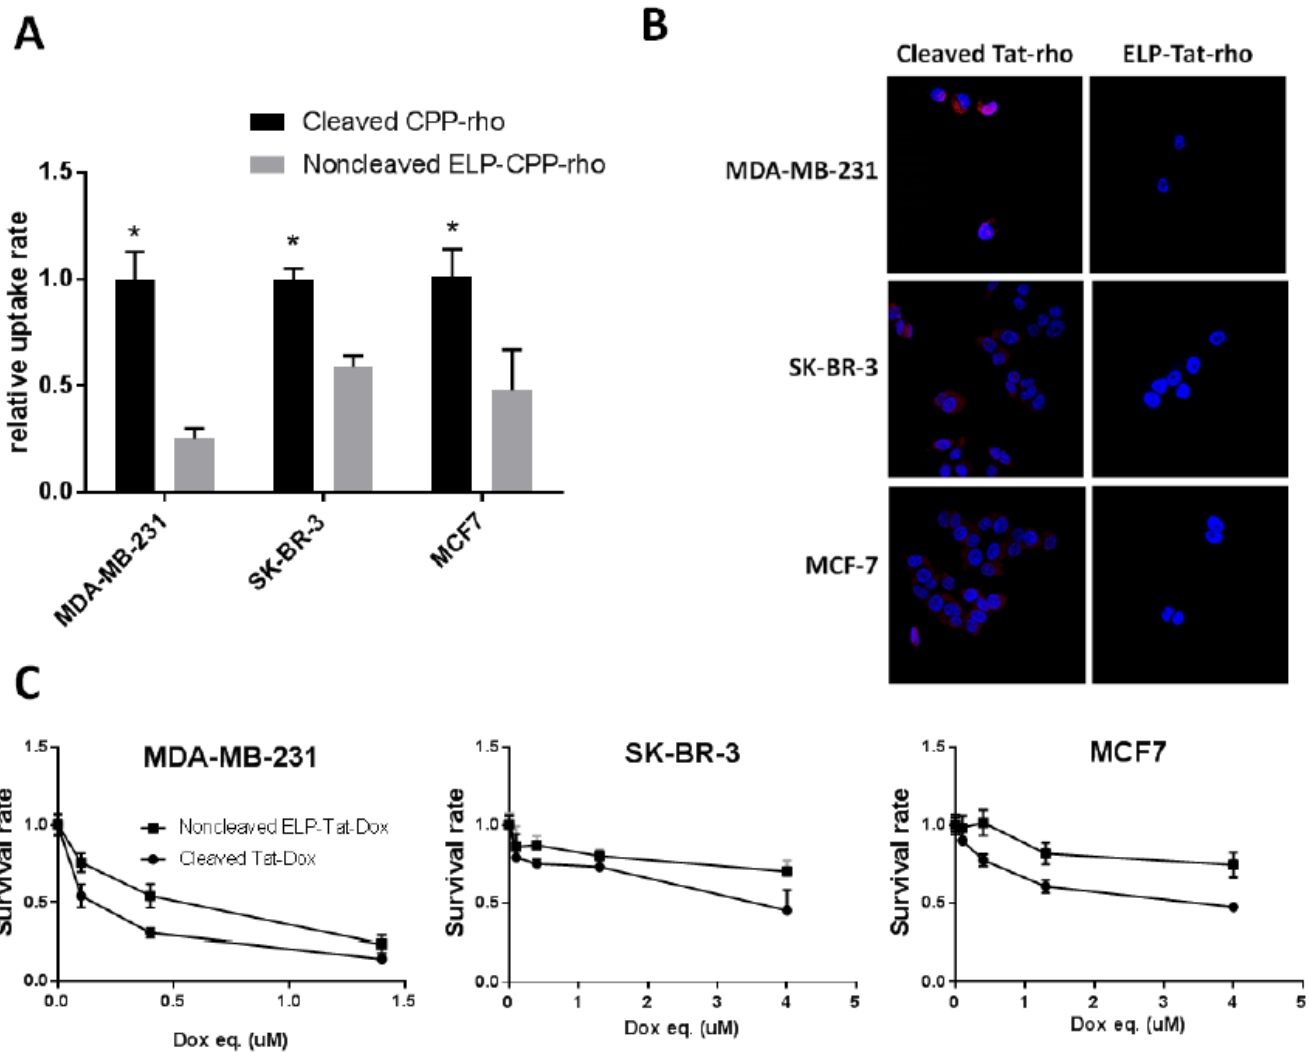 A
Cleaved CPP-rho
Noncleaved ELP-CPP-rho
relative uptake rate
1.5
1.0
0.5
0.0
* * *
MDA-MB-231
SK-BR-3
MCF7
B
Cleaved Tat-rho ELP-Tat-rho
MDA-MB-231
SK-BR-3
MCF-7
C
MDA-MB-231
Survival rate
1.5
1.0
0.5
0.0
Noncleaved ELP-Tat-Dox
Cleaved Tat-Dox
0.0 0.5 1.0 1.5
Dox eq. (uM)
SK-BR-3
Survival rate
1.5
1.0
0.5
0.0
0 1 2 3 4 5
Dox eq. (uM)
MCF7
Survival rate
1.5
1.0
0.5
0.0
0 1 2 3 4 5
Dox eq. (uM)